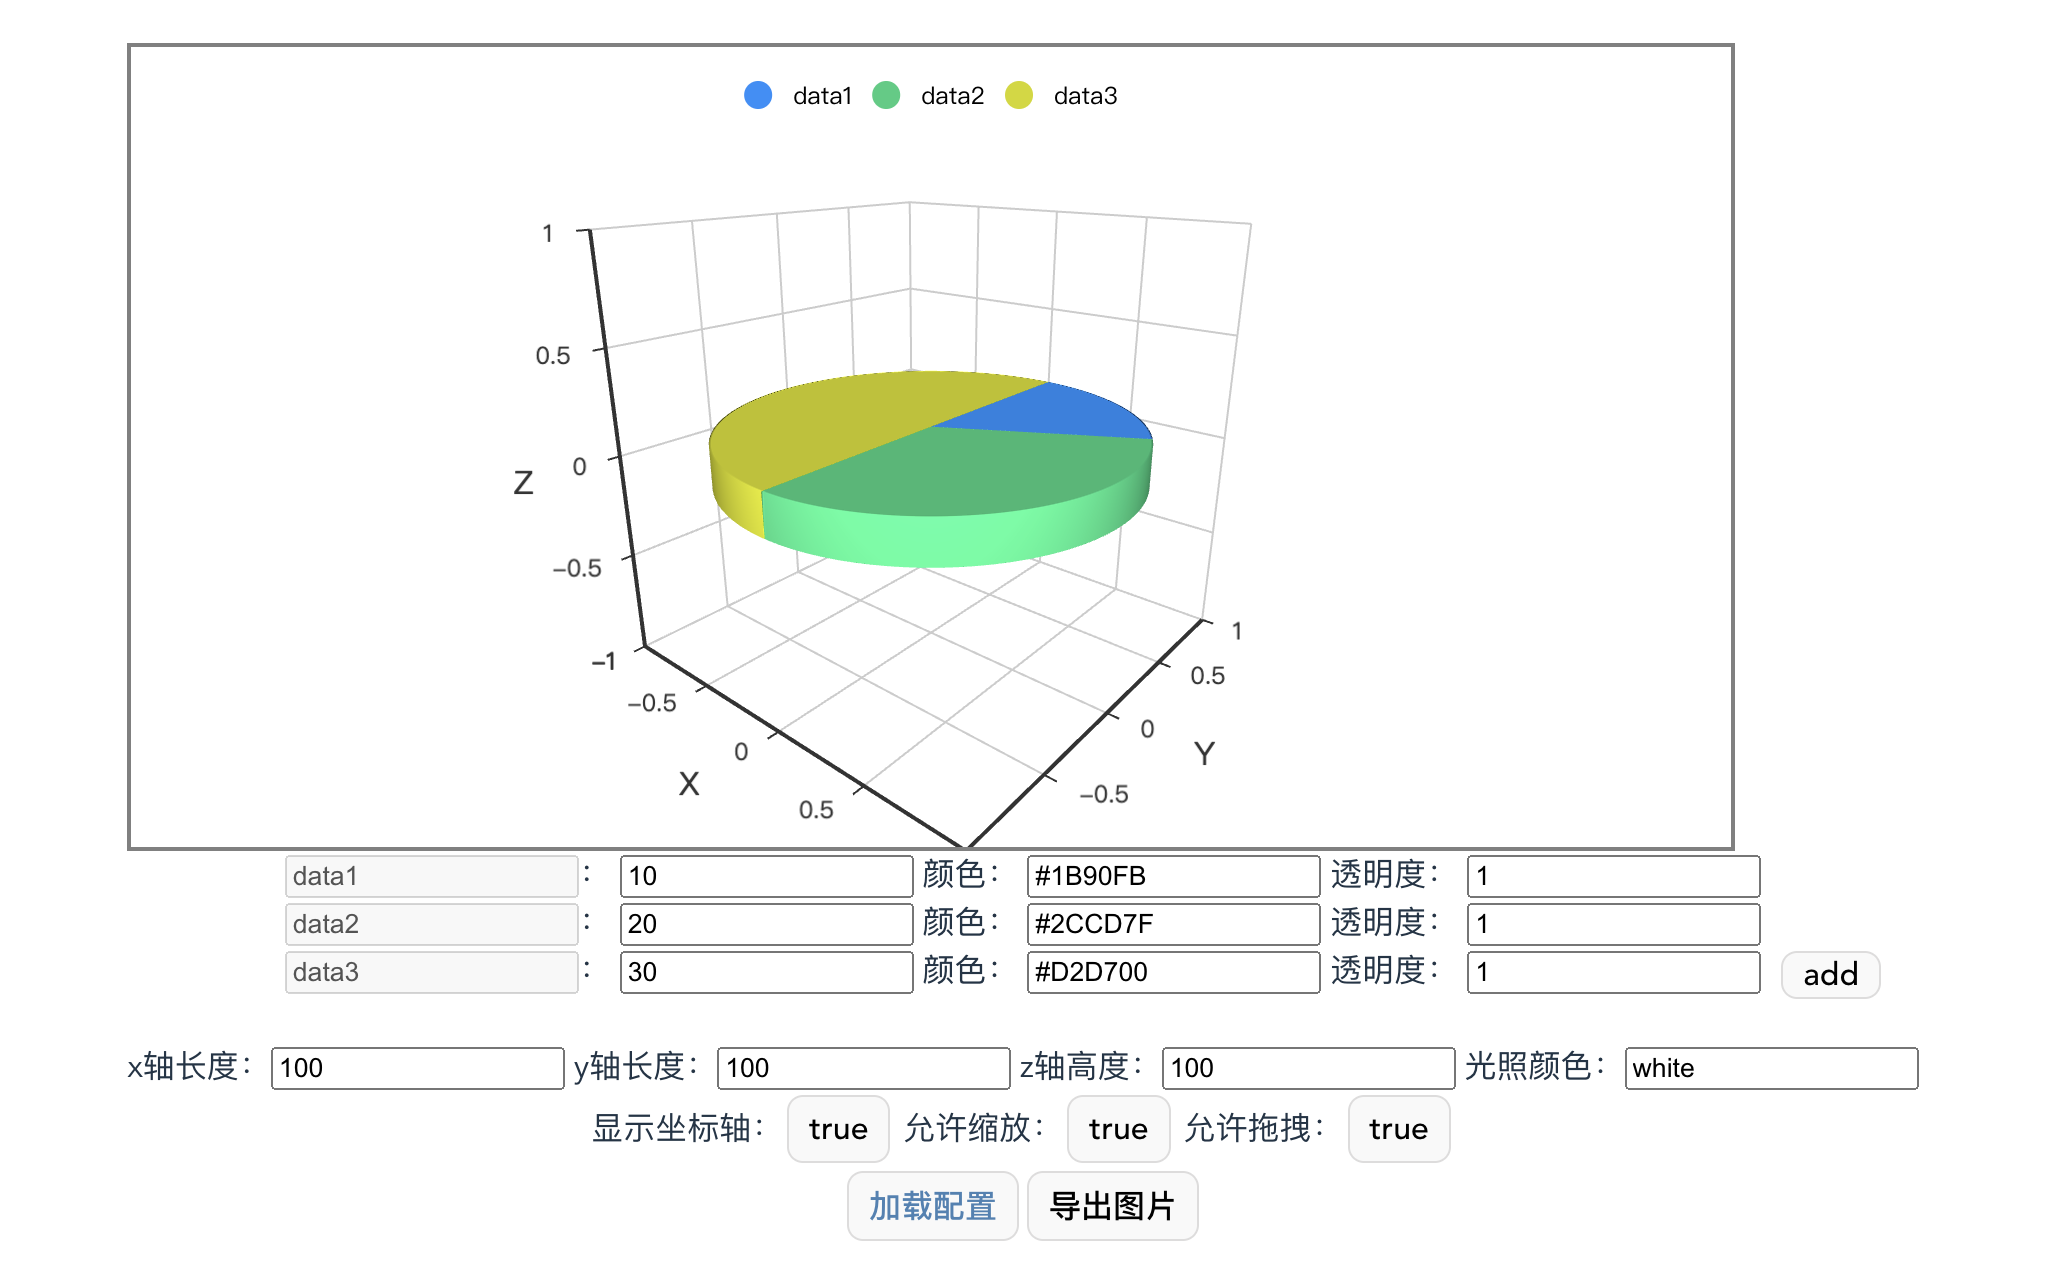 data1 data2 data3
1
0.5
Z 0
−0.5
−1
−0.5
0
X
0.5
1
0.5
0
Y
−0.5
data1 : 10 颜色： #1B90FB 透明度： 1
data2 : 20 颜色： #2CCD7F 透明度： 1
data3 : 30 颜色： #D2D700 透明度： 1 add
x轴长度： 100 y轴长度： 100 z轴高度： 100 光照颜色： white
显示坐标轴： true 允许缩放： true 允许拖拽： true
加载配置 导出图片